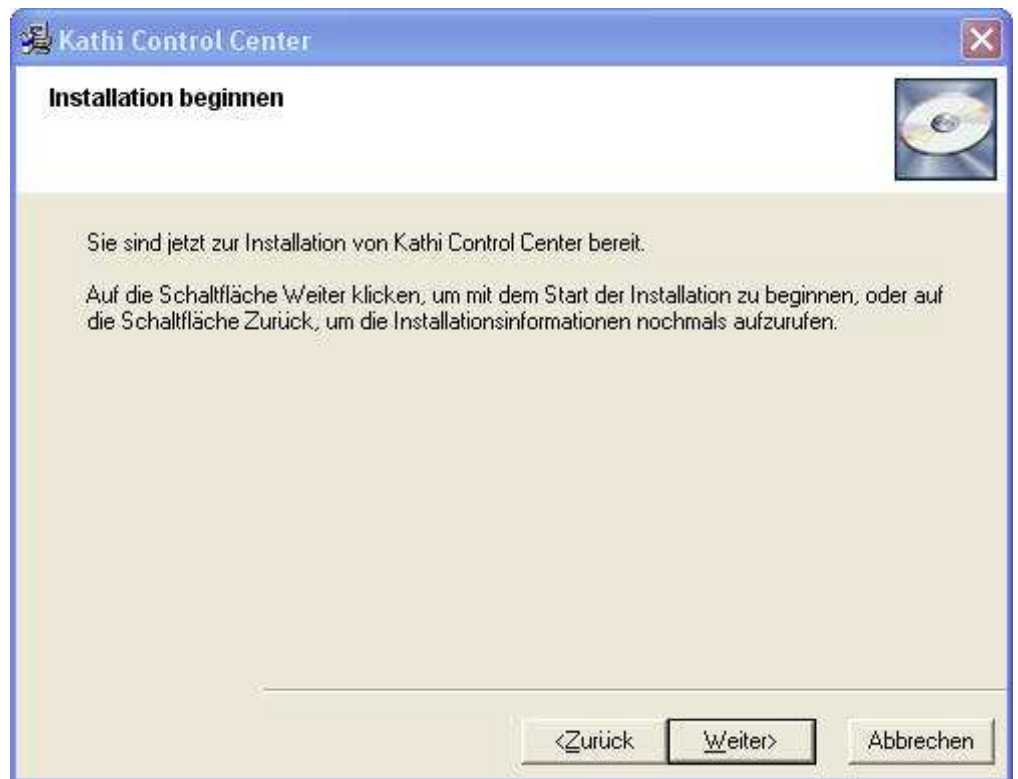 Kathi Control Center
Installation beginnen
Sie sind jetzt zur Installation von Kathi Control Center bereit.
Auf die Schaltfläche Weiter klicken, um mit dem Start der Installation zu beginnen, oder auf
die Schaltfläche Zurück, um die Installationsinformationen nochmals aufzurufen.
<Zurück Weiter> Abbrechen